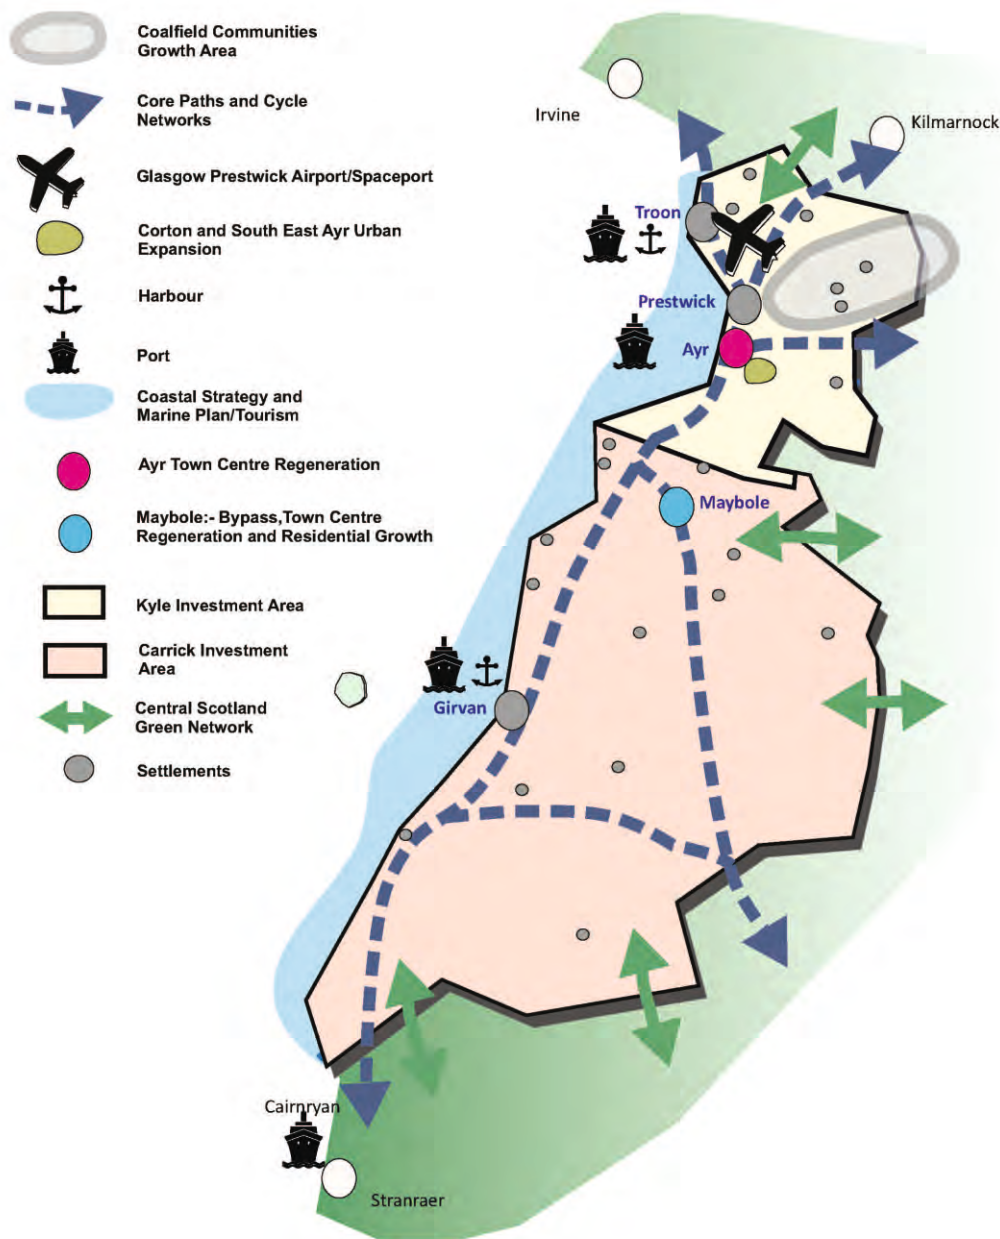 Coalfield Communities
Growth Area
Core Paths and Cycle
Networks
Glasgow Prestwick Airport/Spaceport
Corton and South East Ayr Urban
Expansion
Harbour
Port
Coastal Strategy and
Marine Plan/Tourism
Ayr Town Centre Regeneration
Maybole:- Bypass,Town Centre
Regeneration and Residential Growth
Kyle Investment Area
Carrick Investment
Area
Central Scotland
Green Network
Settlements
Irvine
Kilmarnock
Troon
Prestwick
Ayr
Maybole
Girvan
Cairnryan
Stranraer